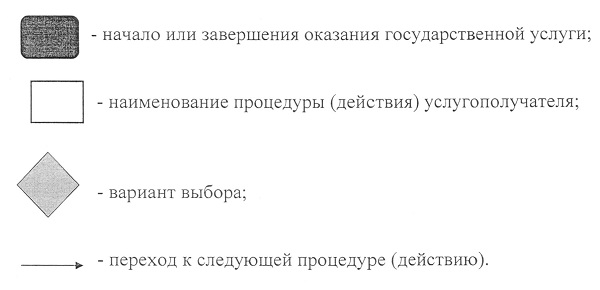 - начало или завершения оказания государственной услуги;
- наименование процедуры (действия) услугополучателя;
- вариант выбора;
- переход к следующей процедуре (действию).